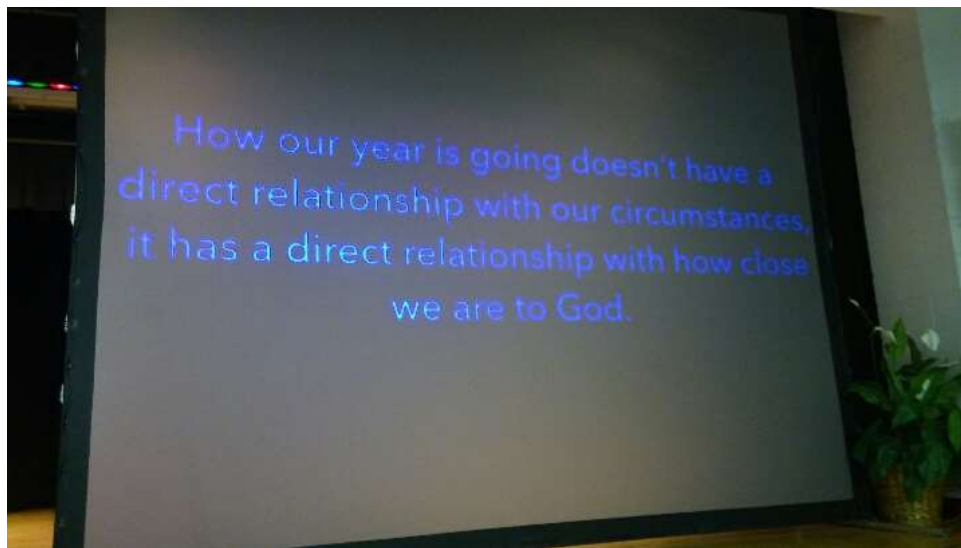 How our year is going doesn't have a
direct relationship with our circumstances,
it has a direct relationship with how close
we are to God.